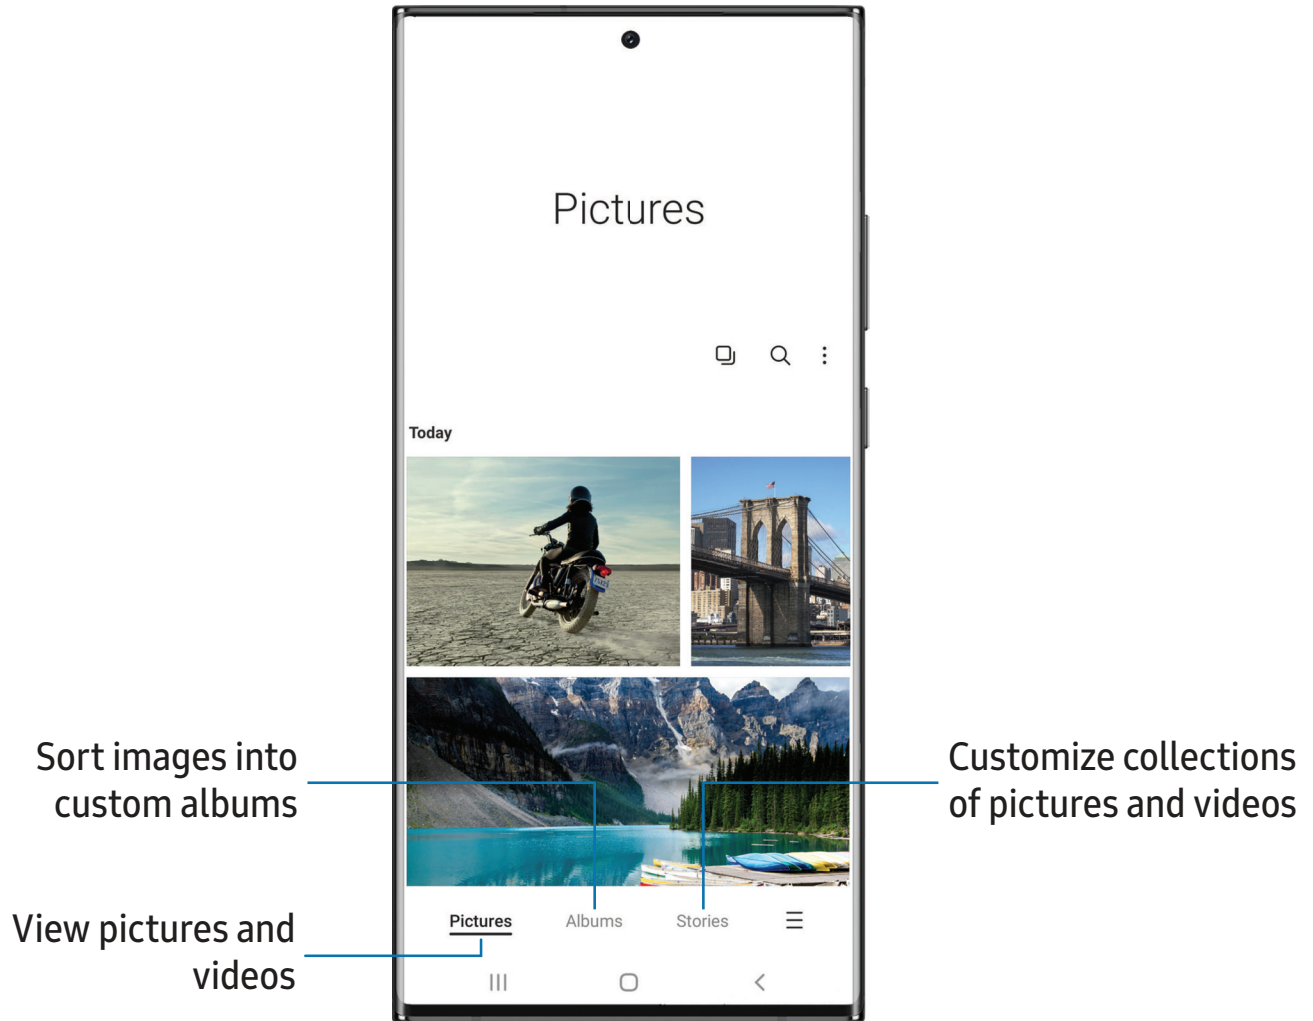 Pictures
Today
Sort images into
custom albums
Customize collections
of pictures and videos
View pictures and
videos
Pictures
Albums
Stories